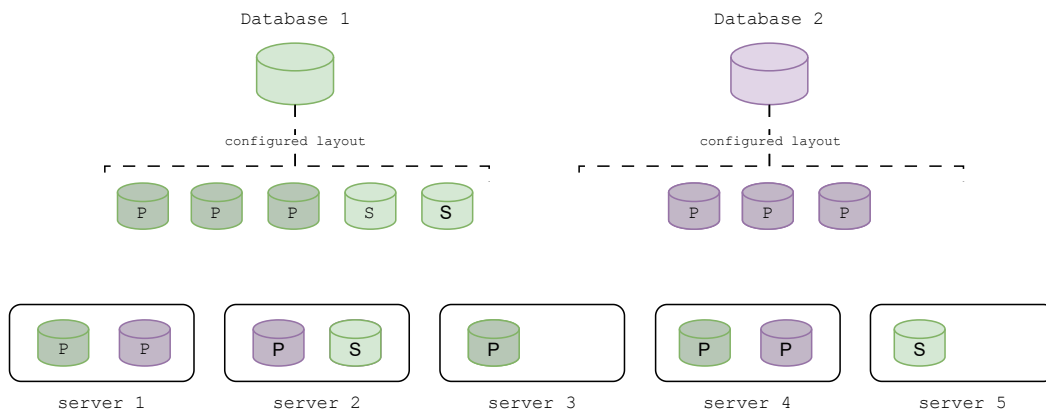 Database 1 Database 2
configured layout configured layout
P P P S S P P P
P P P S P P P S
server 1 server 2 server 3 server 4 server 5